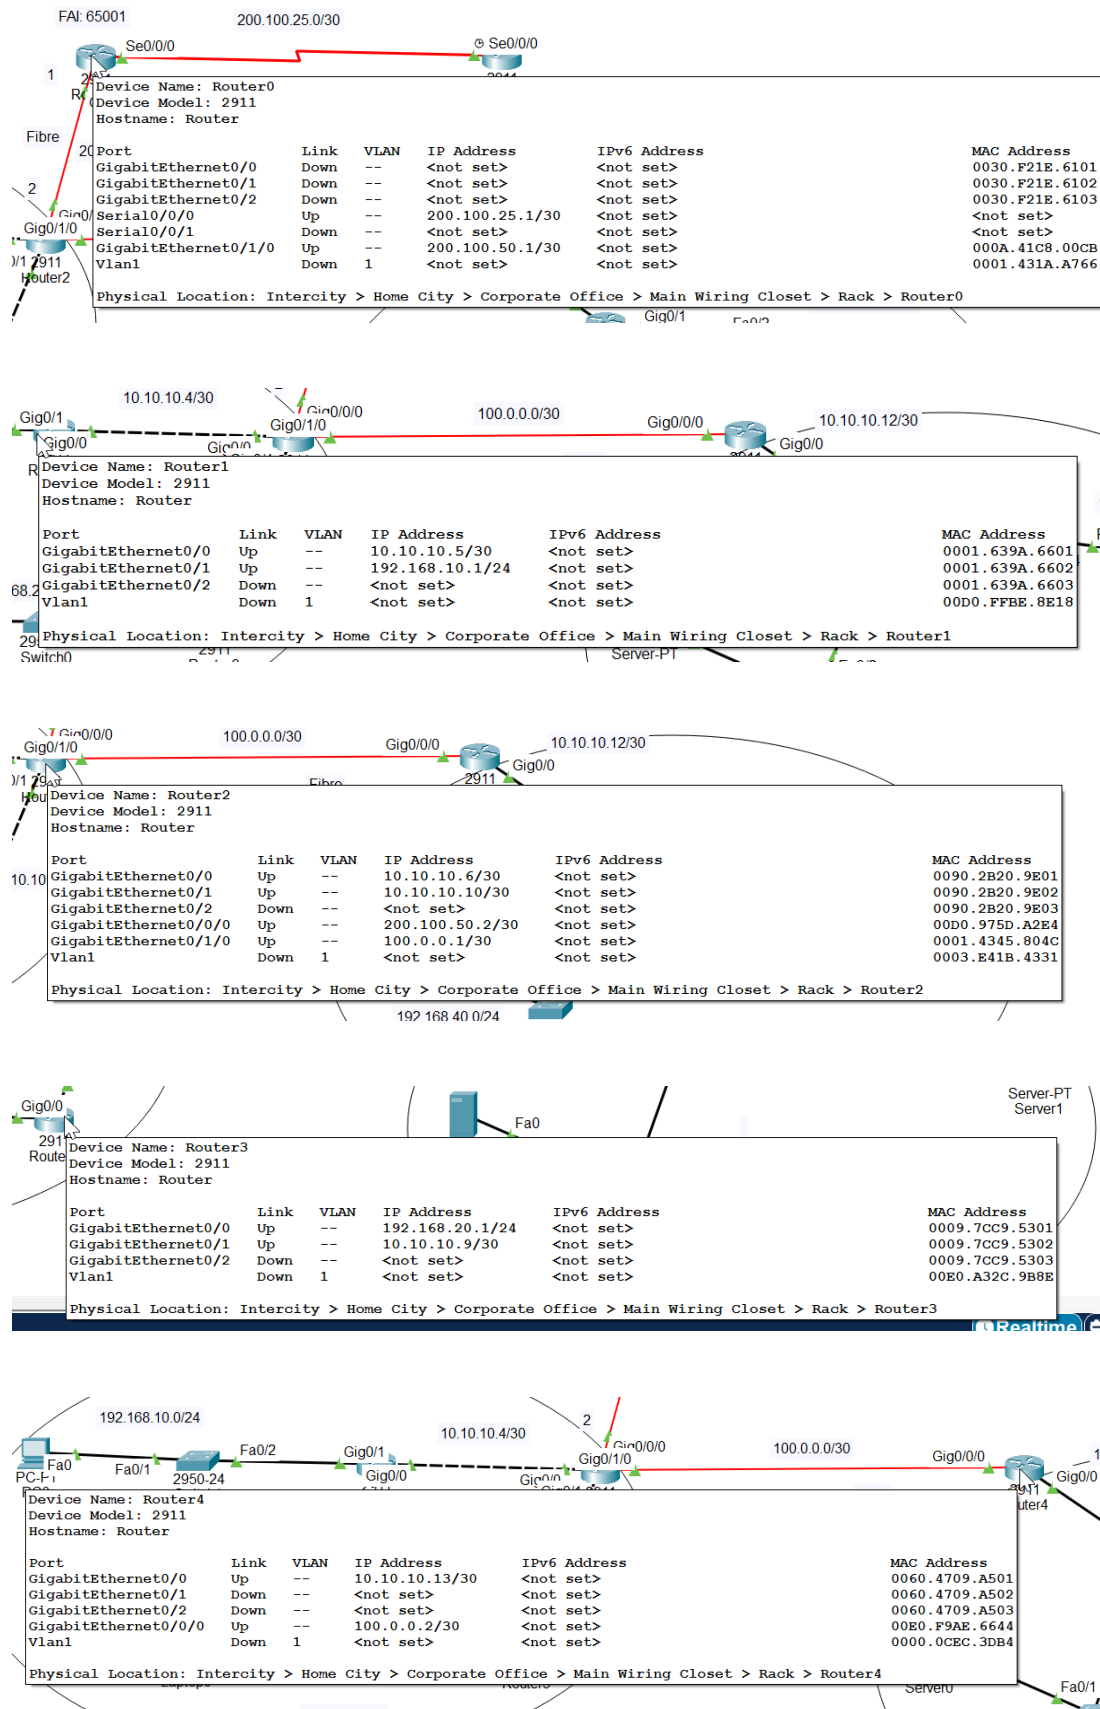 FAI: 65001
200.100.25.0/30
Se0/0/0
Se0/0/0
1
Device Name: Router0
Device Model: 2911
Hostname: Router
Fibre
Port Link VLAN IP Address IPv6 Address MAC Address
GigabitEthernet0/0 Down -- <not set> <not set> 0030.F21E.6101
GigabitEthernet0/1 Down -- <not set> <not set> 0030.F21E.6102
GigabitEthernet0/2 Down -- <not set> <not set> 0030.F21E.6103
Serial0/0/0 Up -- 200.100.25.1/30 <not set> <not set>
Serial0/0/1 Down -- <not set> <not set> <not set>
GigabitEthernet0/1/0 Up -- 200.100.50.1/30 <not set> 000A.41C8.00CB
Vlan1 Down 1 <not set> <not set> 0001.431A.A766
Physical Location: Intercity > Home City > Corporate Office > Main Wiring Closet > Rack > Router0
2
Gig0/1/0
2911
Router2
Gig0/1
Fa0/2
10.10.10.4/30
Gig0/1
Gig0/0/0
Gig0/1/0
100.0.0.0/30
Gig0/0/0
10.10.10.12/30
Gig0/0
Gig0/0
Gig0/0
Device Name: Router1
Device Model: 2911
Hostname: Router
Port Link VLAN IP Address IPv6 Address MAC Address
GigabitEthernet0/0 Up -- 10.10.10.5/30 <not set> 0001.639A.6601
GigabitEthernet0/1 Up -- 192.168.10.1/24 <not set> 0001.639A.6602
GigabitEthernet0/2 Down -- <not set> <not set> 0001.639A.6603
Vlan1 Down 1 <not set> <not set> 00D0.FFBE.8E18
Physical Location: Intercity > Home City > Corporate Office > Main Wiring Closet > Rack > Router1
Switch0
2911
Server-PT
Gig0/0/0
Gig0/1/0
100.0.0.0/30
Gig0/0/0
10.10.10.12/30
Gig0/0
2911
Fibre
Device Name: Router2
Device Model: 2911
Hostname: Router
Port Link VLAN IP Address IPv6 Address MAC Address
GigabitEthernet0/0 Up -- 10.10.10.6/30 <not set> 0090.2B20.9E01
GigabitEthernet0/1 Up -- 10.10.10.10/30 <not set> 0090.2B20.9E02
GigabitEthernet0/2 Down -- <not set> <not set> 0090.2B20.9E03
GigabitEthernet0/0/0 Up -- 200.100.50.2/30 <not set> 00D0.975D.A2E4
GigabitEthernet0/1/0 Up -- 100.0.0.1/30 <not set> 0001.4345.804C
Vlan1 Down 1 <not set> <not set> 0003.E41B.4331
Physical Location: Intercity > Home City > Corporate Office > Main Wiring Closet > Rack > Router2
192.168.40.0/24
Gig0/0
Fa0
Server-PT
Server1
Device Name: Router3
Device Model: 2911
Hostname: Router
Port Link VLAN IP Address IPv6 Address MAC Address
GigabitEthernet0/0 Up -- 192.168.20.1/24 <not set> 0009.7CC9.5301
GigabitEthernet0/1 Up -- 10.10.10.9/30 <not set> 0009.7CC9.5302
GigabitEthernet0/2 Down -- <not set> <not set> 0009.7CC9.5303
Vlan1 Down 1 <not set> <not set> 00E0.A32C.9B8E
Physical Location: Intercity > Home City > Corporate Office > Main Wiring Closet > Rack > Router3
Realtime
192.168.10.0/24
10.10.10.4/30
2
Gig0/0/0
Gig0/1/0
100.0.0.0/30
Gig0/0/0
Gig0/0
Fa0
Fa0/1
Fa0/2
2950-24
Gig0/1
Gig0/0
Gig0/0
Device Name: Router4
Device Model: 2911
Hostname: Router
Port Link VLAN IP Address IPv6 Address MAC Address
GigabitEthernet0/0 Up -- 10.10.10.13/30 <not set> 0060.4709.A501
GigabitEthernet0/1 Down -- <not set> <not set> 0060.4709.A502
GigabitEthernet0/2 Down -- <not set> <not set> 0060.4709.A503
GigabitEthernet0/0/0 Up -- 100.0.0.2/30 <not set> 00E0.F9AE.6644
Vlan1 Down 1 <not set> <not set> 0000.0CEC.3DB4
Physical Location: Intercity > Home City > Corporate Office > Main Wiring Closet > Rack > Router4
Server0
Fa0/1